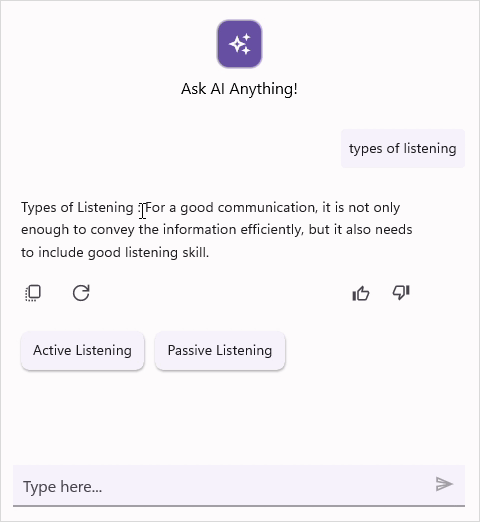 Ask AI Anything!
types of listening
Types of Listening : For a good communication, it is not only
enough to convey the information efficiently, but it also needs
to include good listening skill.
Active Listening
Passive Listening
Type here...